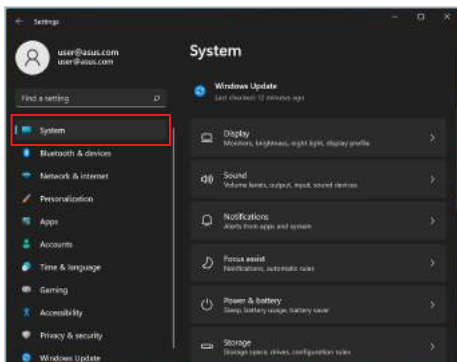 Settings
user@asus.com
user@asus.com
Find a setting
System
Bluetooth & devices
Network & internet
Personalization
Apps
Accounts
Time & language
Gaming
Accessibility
Privacy & security
Windows Update
System
Windows Update
Last checked: 12 minutes ago
Display
Monitors, brightness, night light, display profile
Sound
Volume levels, output, input, sound devices
Notifications
Alerts from apps and system
Focus assist
Notifications, automatic rules
Power & battery
Sleep, battery usage, battery saver
Storage
Storage space, drives, configuration rules